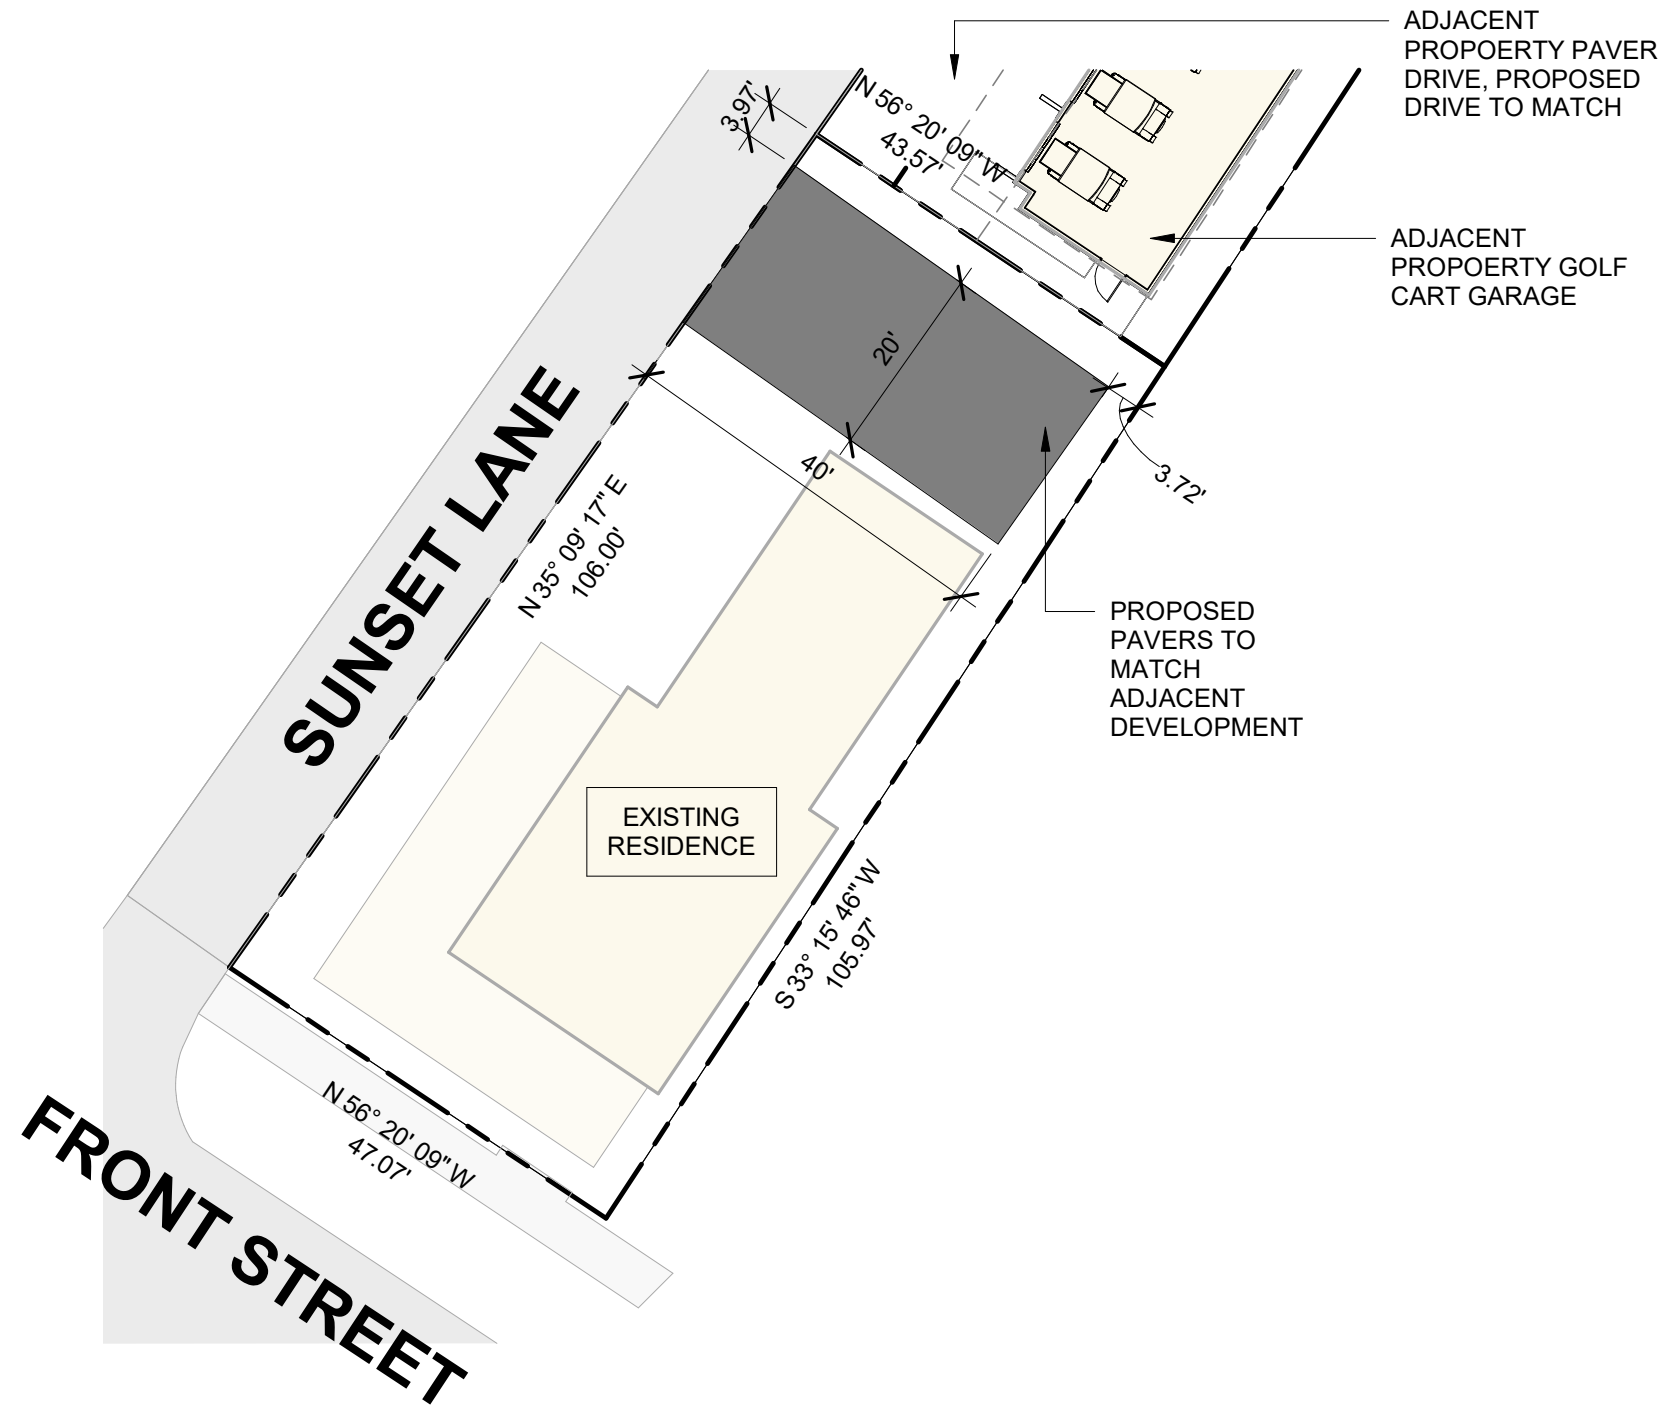 ADJACENT
PROPOERTY PAVER
DRIVE, PROPOSED
DRIVE TO MATCH
3.97'
N 56° 20' 09" W
43.57'
ADJACENT
PROPOERTY GOLF
CART GARAGE
20'
40'
3.72'
SUNSET LANE
N 35° 09' 17" E
106.00'
PROPOSED
PAVERS TO
MATCH
ADJACENT
DEVELOPMENT
EXISTING
RESIDENCE
S 33° 15' 46" W
105.97'
N 56° 20' 09" W
47.07'
FRONT STREET